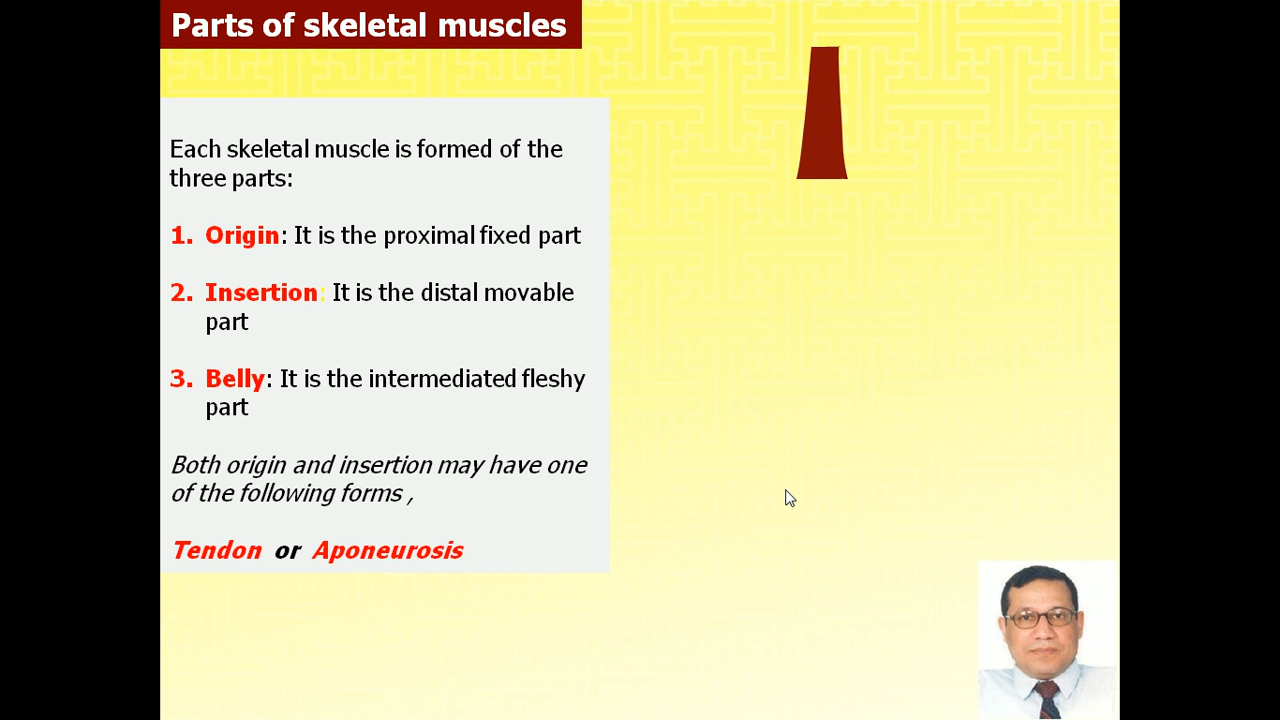 Parts of skeletal muscles
Each skeletal muscle is formed of the
three parts:
1. Origin: It is the proximal fixed part
2. Insertion: It is the distal movable
part
3. Belly: It is the intermediated fleshy
part
Both origin and insertion may have one
of the following forms ,
Tendon or Aponeurosis